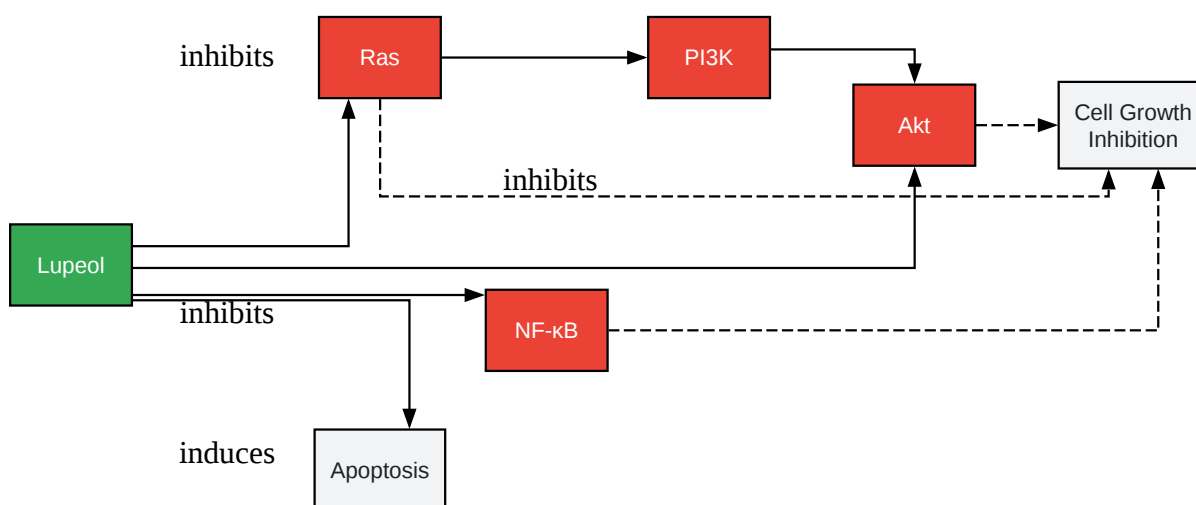 inhibits
Ras
PI3K
Akt
Cell Growth
Inhibition
inhibits
Lupeol
inhibits
NF-κB
induces
Apoptosis